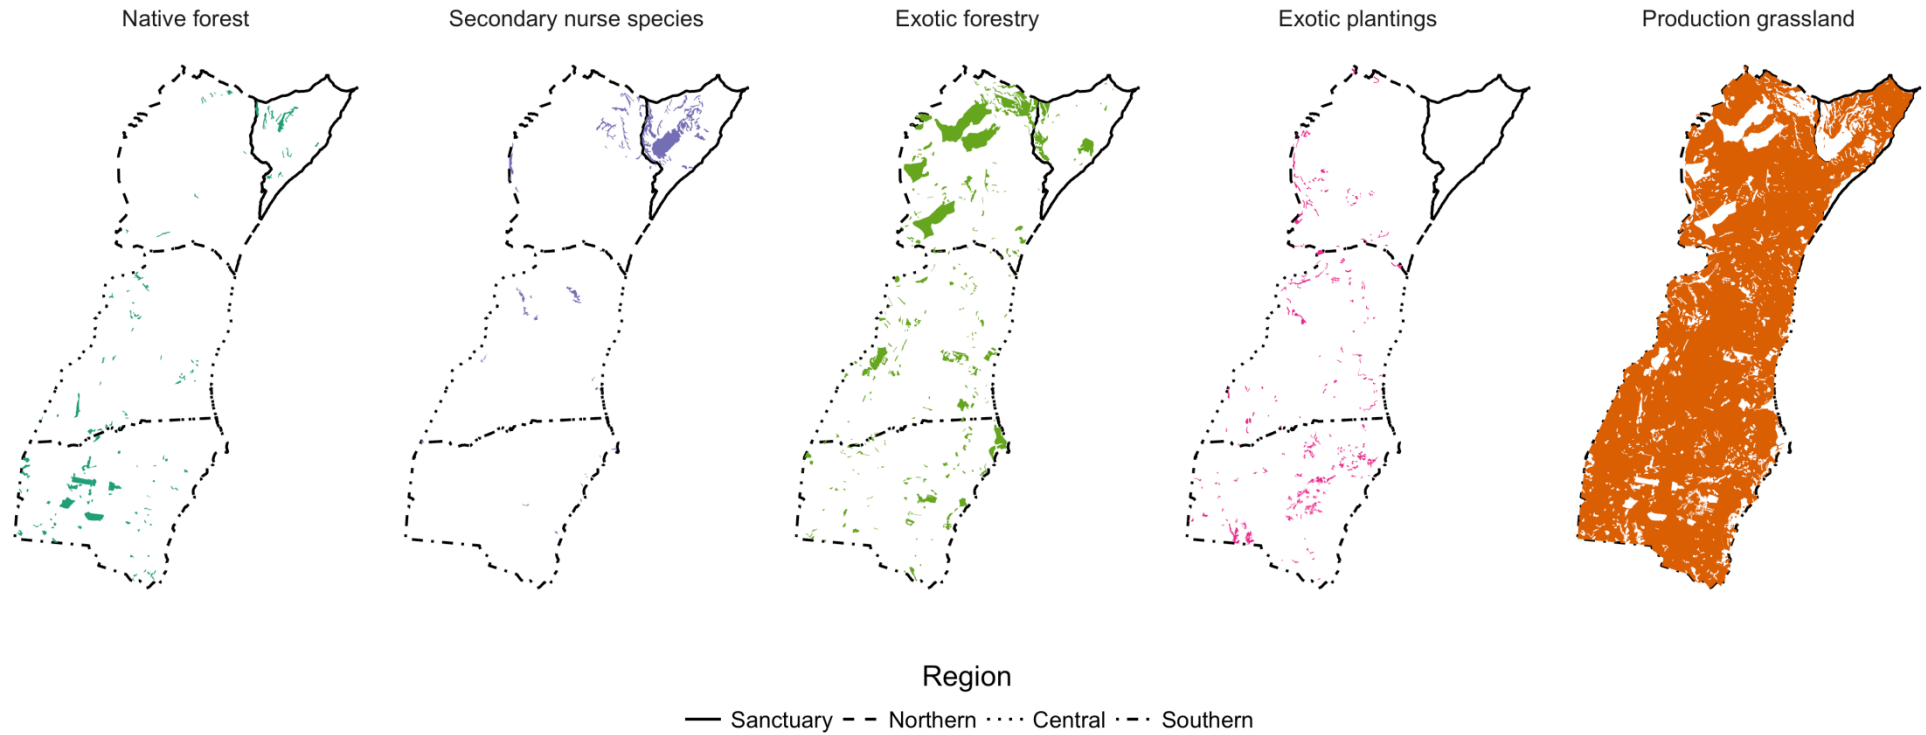 Native forest Secondary nurse species Exotic forestry Exotic plantings Production grassland
Region
Sanctuary Northern Central Southern